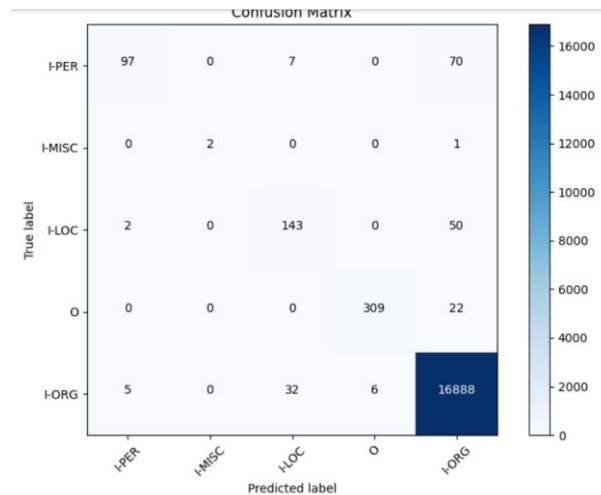 Confusion Matrix
I-PER 97 0 7 0 70
I-MISC 0 2 0 0 1
I-LOC 2 0 143 0 50
O 0 0 0 309 22
I-ORG 5 0 32 6 16888
True label
I-PER I-MISC I-LOC O I-ORG
Predicted label
16000
14000
12000
10000
8000
6000
4000
2000
0